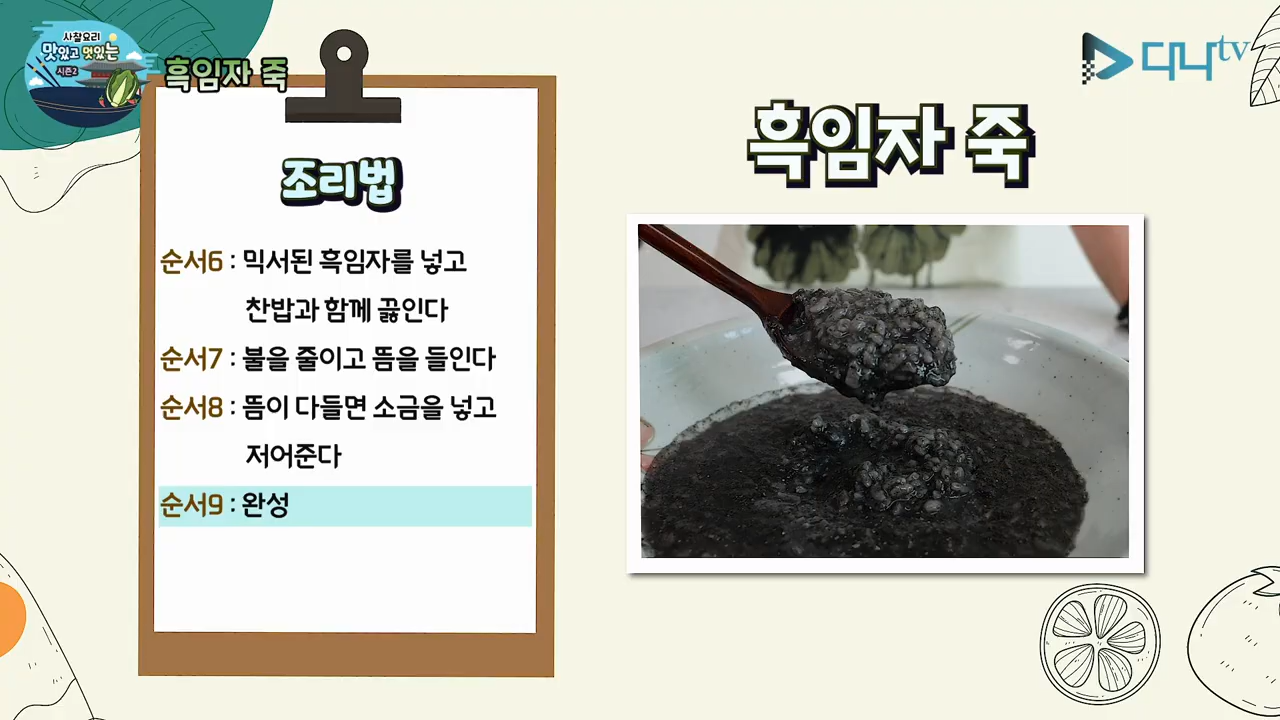 사찰요리
맛있고 멋있는
시즌2
흑임자 죽
디나tv
흑임자 죽
조리법
순서6 : 믹서된 흑임자를 넣고
찬밥과 함께 끓인다
순서7 : 불을 줄이고 뜸을 들인다
순서8 : 뜸이 다들면 소금을 넣고
저어준다
순서9 : 완성